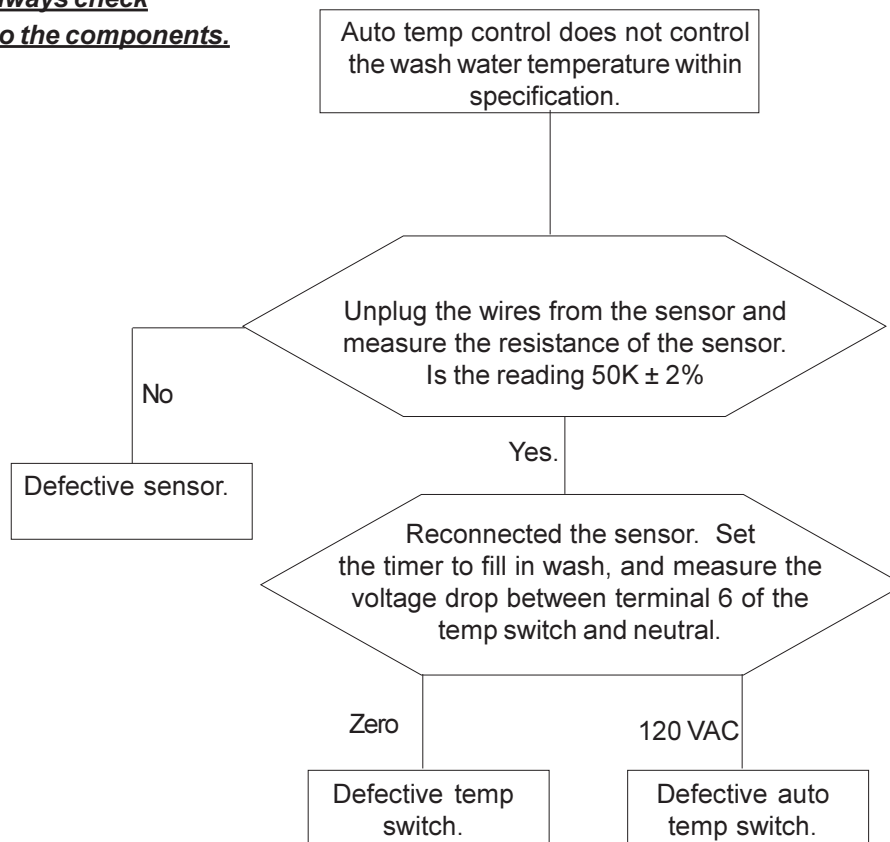 always check
to the components.
Auto temp control does not control
the wash water temperature within
specification.
Unplug the wires from the sensor and
measure the resistance of the sensor.
Is the reading 50K ± 2%
No
Yes.
Defective sensor.
Reconnected the sensor. Set
the timer to fill in wash, and measure the
voltage drop between terminal 6 of the
temp switch and neutral.
Zero
120 VAC
Defective temp
switch.
Defective auto
temp switch.